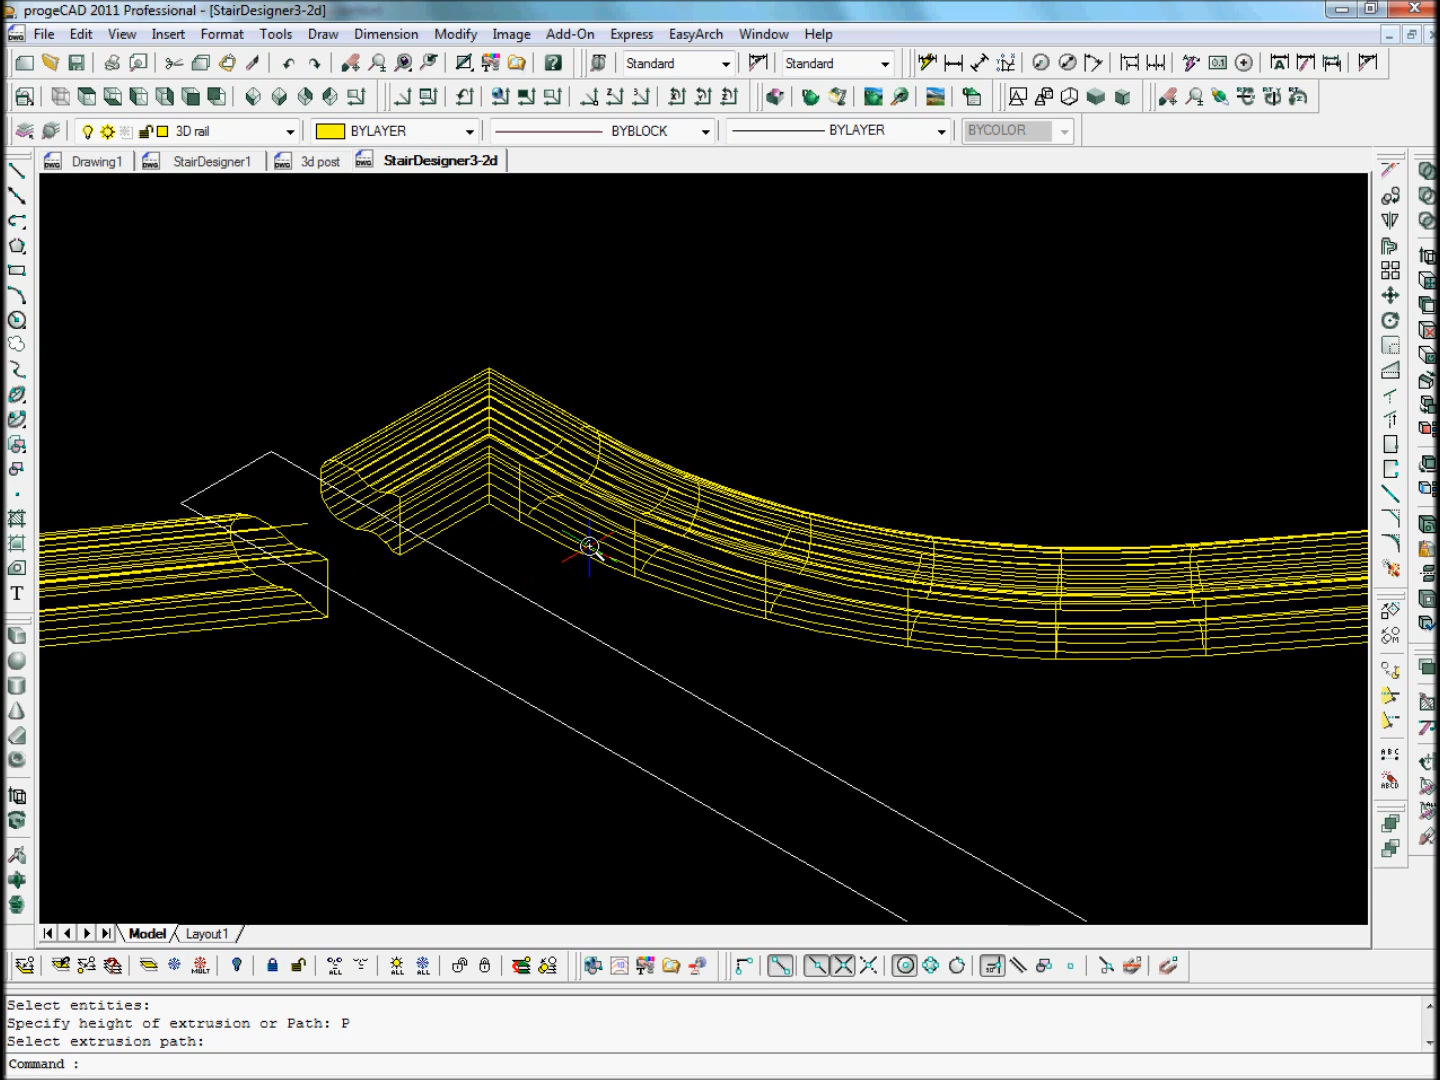 progeCAD 2011 Professional - [StairDesigner3-2d]
File Edit View Insert Format Tools Draw Dimension Modify Image Add-On Express EasyArch Window Help
Standard Standard
3D rail BYLAYER BYBLOCK BYLAYER BYCOLOR
Drawing1 StairDesigner1 3d post StairDesigner3-2d
T
Model Layout1
Select entities:
Specify height of extrusion or Path: P
Select extrusion path:
Command :